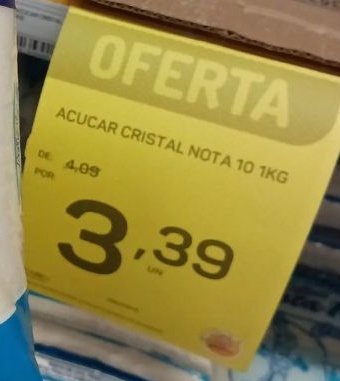 OFERTA
ACUCAR CRISTAL NOTA 10 1KG
DE: 4,09
POR:
3,39
UN